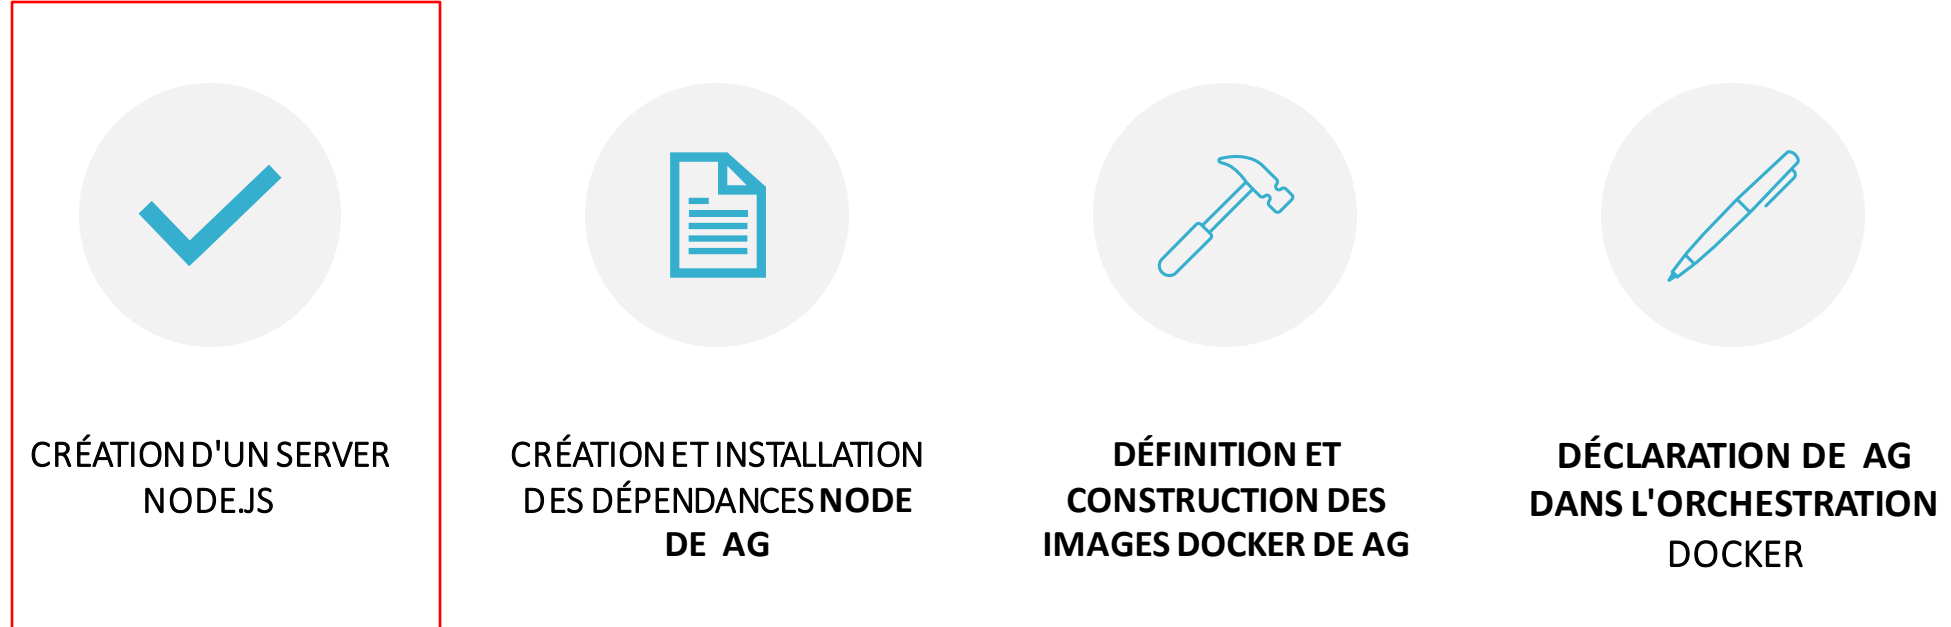 CRÉATION D'UN SERVER
NODE.JS
CRÉATION ET INSTALLATION
DES DÉPENDANCES NODE
DE AG
DÉFINITION ET
CONSTRUCTION DES
IMAGES DOCKER DE AG
DÉCLARATION DE AG
DANS L'ORCHESTRATION
DOCKER